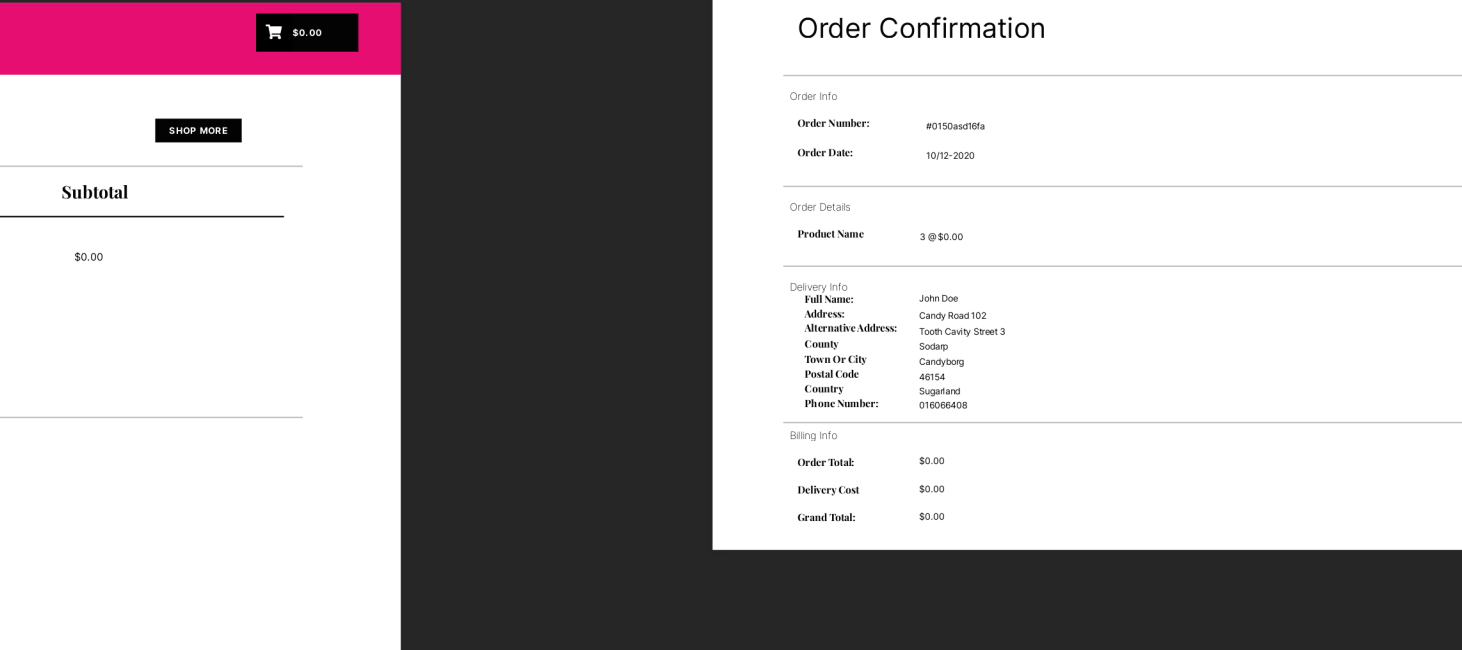 $0.00
SHOP MORE
Subtotal
$0.00
Order Confirmation
Order Info
Order Number: #0150asd16fa
Order Date: 10/12-2020
Order Details
Product Name 3 @$0.00
Delivery Info
Full Name: John Doe
Address: Candy Road 102
Alternative Address: Tooth Cavity Street 3
County Sodarp
Town Or City Candyborg
Postal Code 46154
Country Sugarland
Phone Number: 016066408
Billing Info
Order Total: $0.00
Delivery Cost $0.00
Grand Total: $0.00